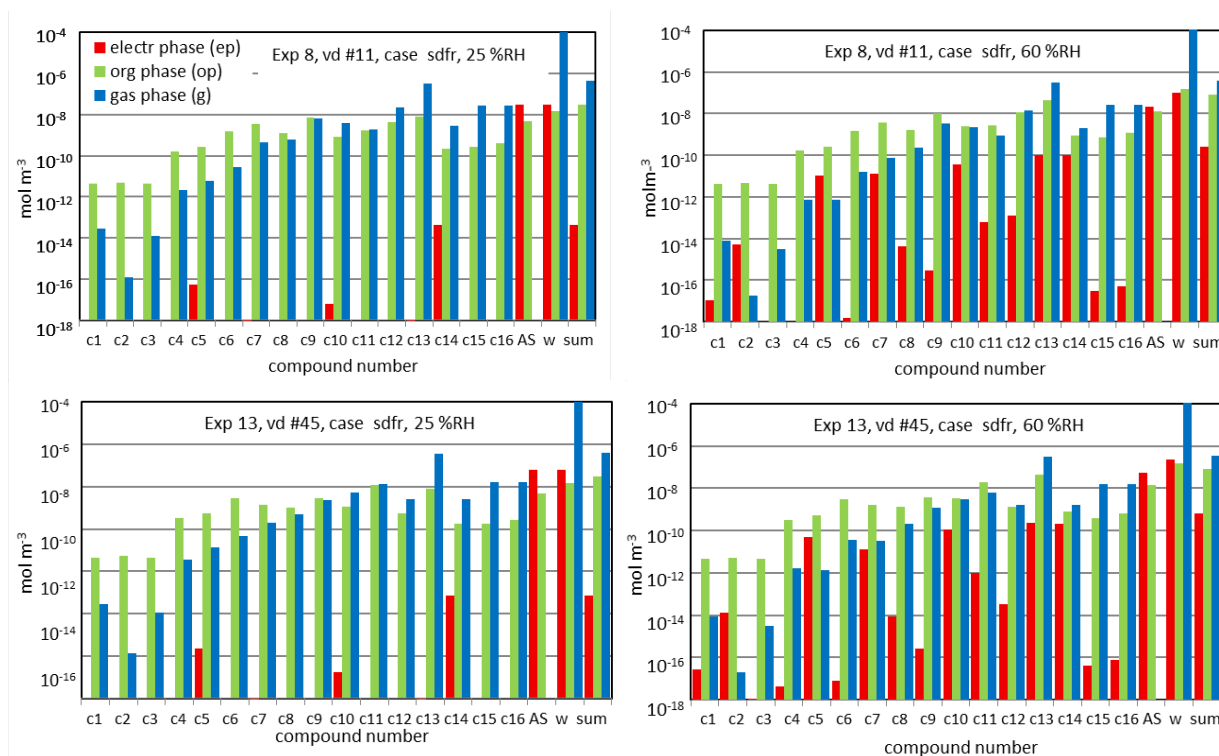 Exp 8, vd #11, case sdfr, 25 %RH
electr phase (ep)
org phase (op)
gas phase (g)
mol m⁻³
10⁻⁴
10⁻⁶
10⁻⁸
10⁻¹⁰
10⁻¹²
10⁻¹⁴
10⁻¹⁶
10⁻¹⁸
c1 c2 c3 c4 c5 c6 c7 c8 c9 c10 c11 c12 c13 c14 c15 c16 AS w sum
compound number
Exp 8, vd #11, case sdfr, 60 %RH
molm⁻³
10⁻⁴
10⁻⁶
10⁻⁸
10⁻¹⁰
10⁻¹²
10⁻¹⁴
10⁻¹⁶
10⁻¹⁸
c1 c2 c3 c4 c5 c6 c7 c8 c9 c10 c11 c12 c13 c14 c15 c16 AS w sum
compound number
Exp 13, vd #45, case sdfr, 25 %RH
mol m⁻³
10⁻⁴
10⁻⁶
10⁻⁸
10⁻¹⁰
10⁻¹²
10⁻¹⁴
10⁻¹⁶
c1 c2 c3 c4 c5 c6 c7 c8 c9 c10 c11 c12 c13 c14 c15 c16 AS w sum
compound number
Exp 13, vd #45, case sdfr, 60 %RH
mol m⁻³
10⁻⁴
10⁻⁶
10⁻⁸
10⁻¹⁰
10⁻¹²
10⁻¹⁴
10⁻¹⁶
10⁻¹⁸
c1 c2 c3 c4 c5 c6 c7 c8 c9 c10 c11 c12 c13 c14 c15 c16 AS w sum
compound number